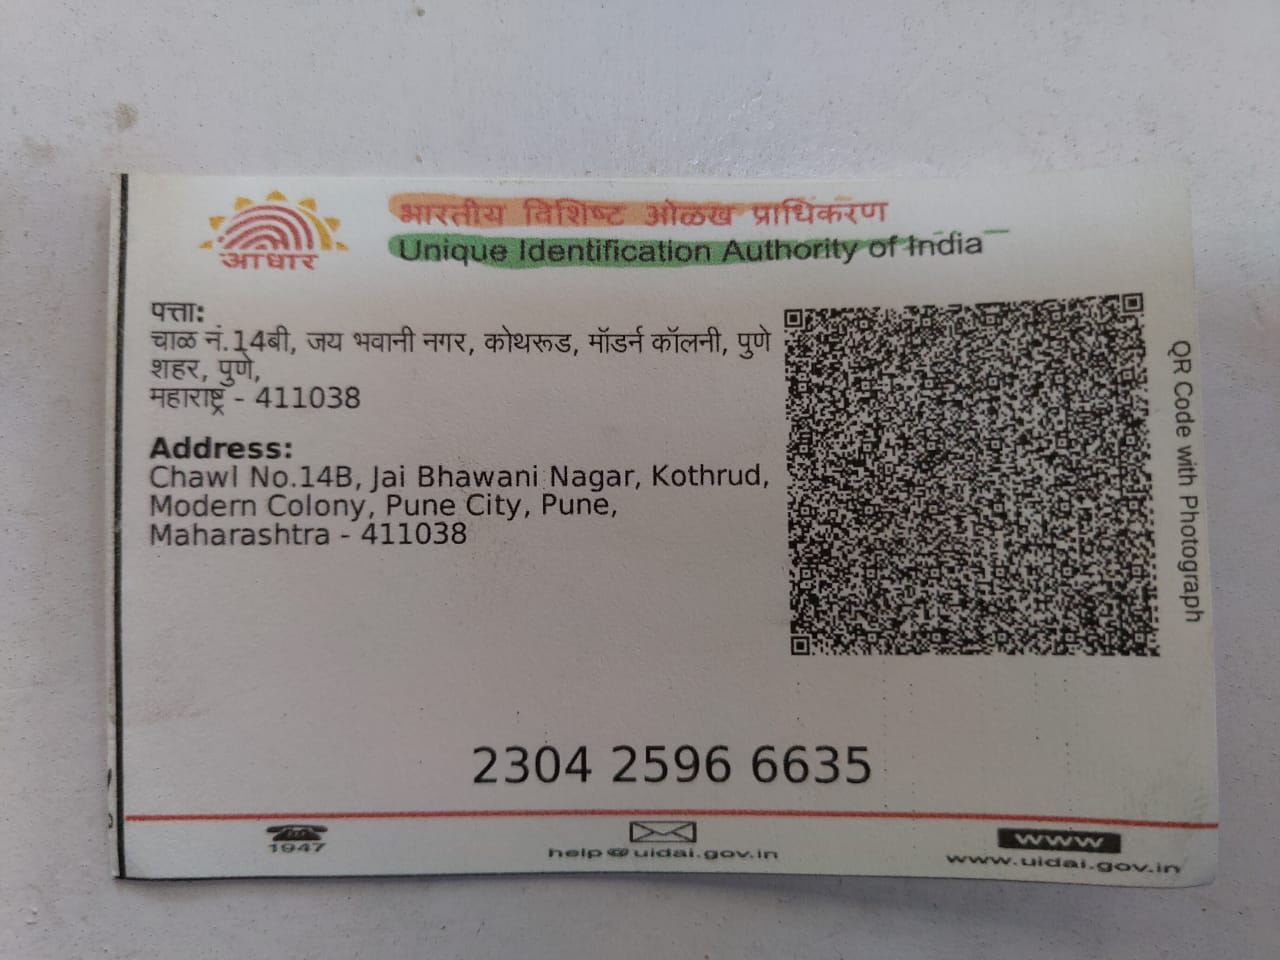 आधार
भारतीय विशिष्ट ओळख प्राधिकरण
Unique Identification Authority of India
पत्ता:
चाळ नं.14बी, जय भवानी नगर, कोथरूड, मॉडर्न कॉलनी, पुणे
शहर, पुणे,
महाराष्ट्र - 411038
Address:
Chawl No.14B, Jai Bhawani Nagar, Kothrud,
Modern Colony, Pune City, Pune,
Maharashtra - 411038
QR Code with Photograph
2304 2596 6635
1947
help@uidai.gov.in
www
www.uidai.gov.in